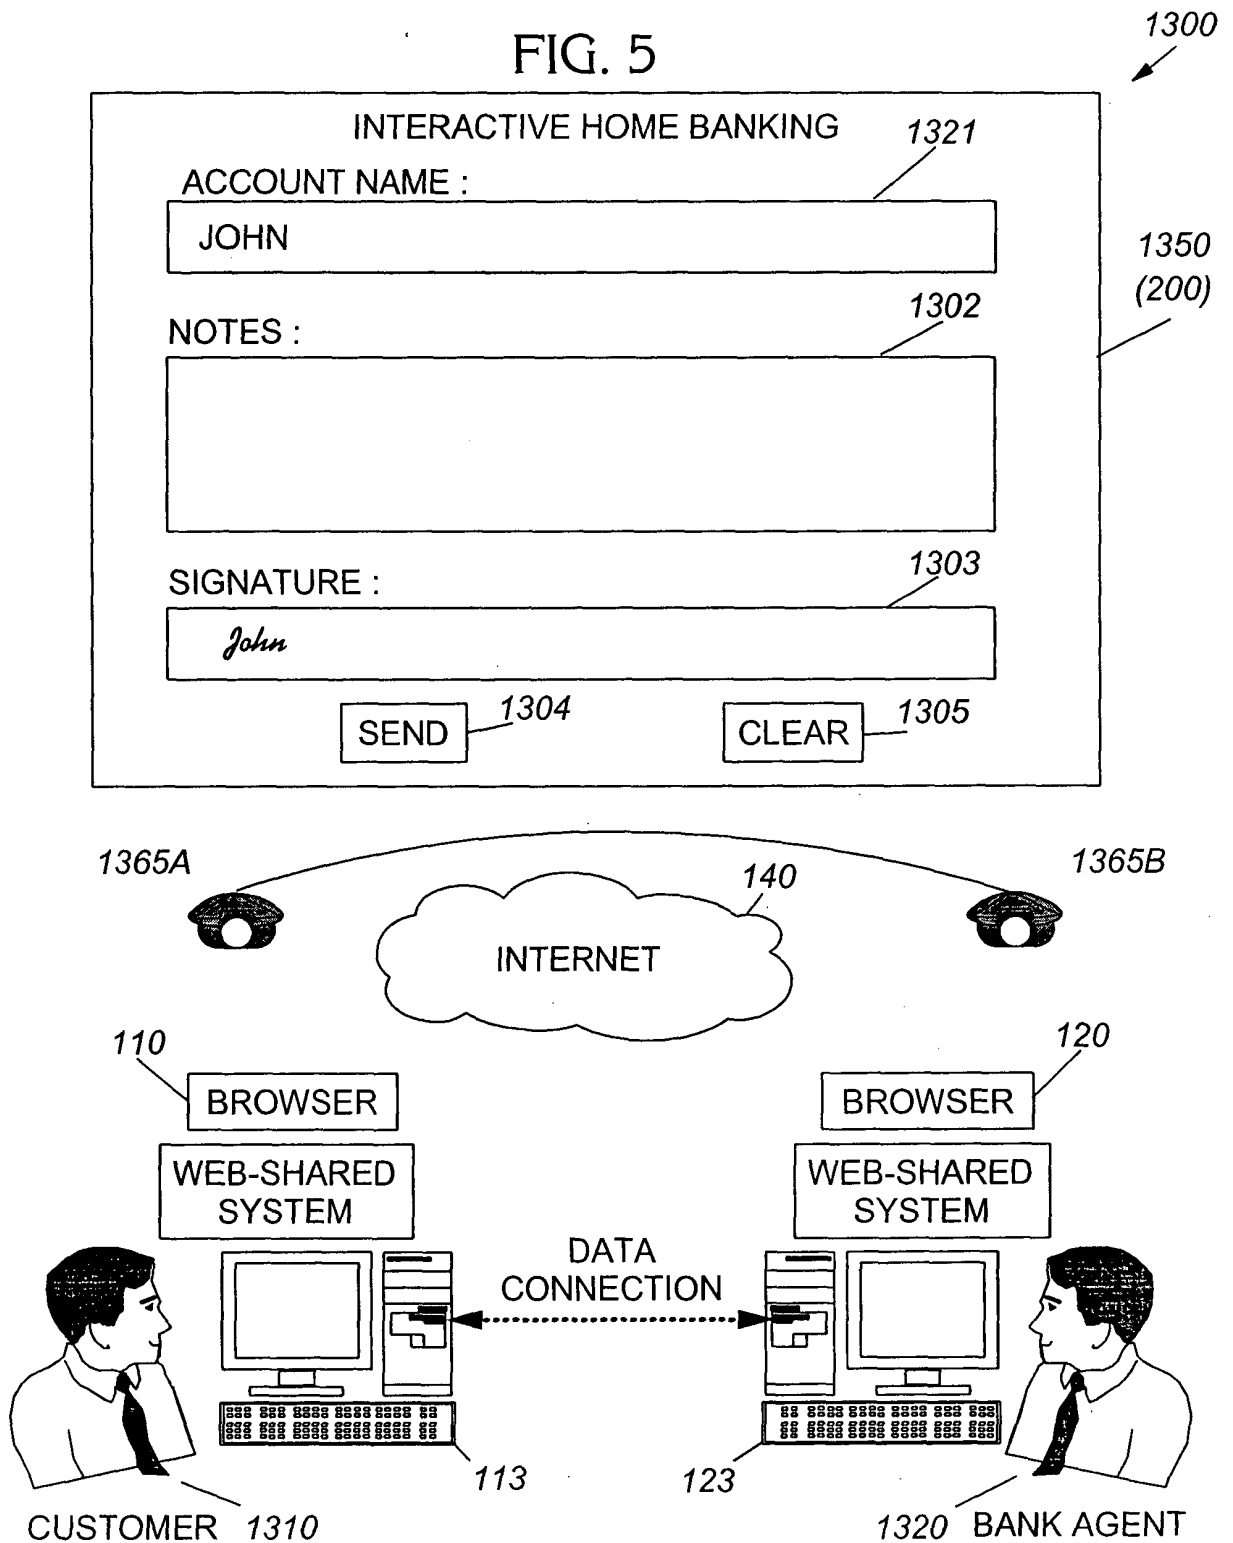 1300
FIG. 5
INTERACTIVE HOME BANKING
1321
ACCOUNT NAME :
JOHN
1350
(200)
1302
NOTES :
1303
SIGNATURE :
John
SEND
1304
CLEAR
1305
1365A
1365B
140
INTERNET
110
120
BROWSER
BROWSER
WEB-SHARED
SYSTEM
WEB-SHARED
SYSTEM
DATA
CONNECTION
113
123
CUSTOMER 1310
1320 BANK AGENT